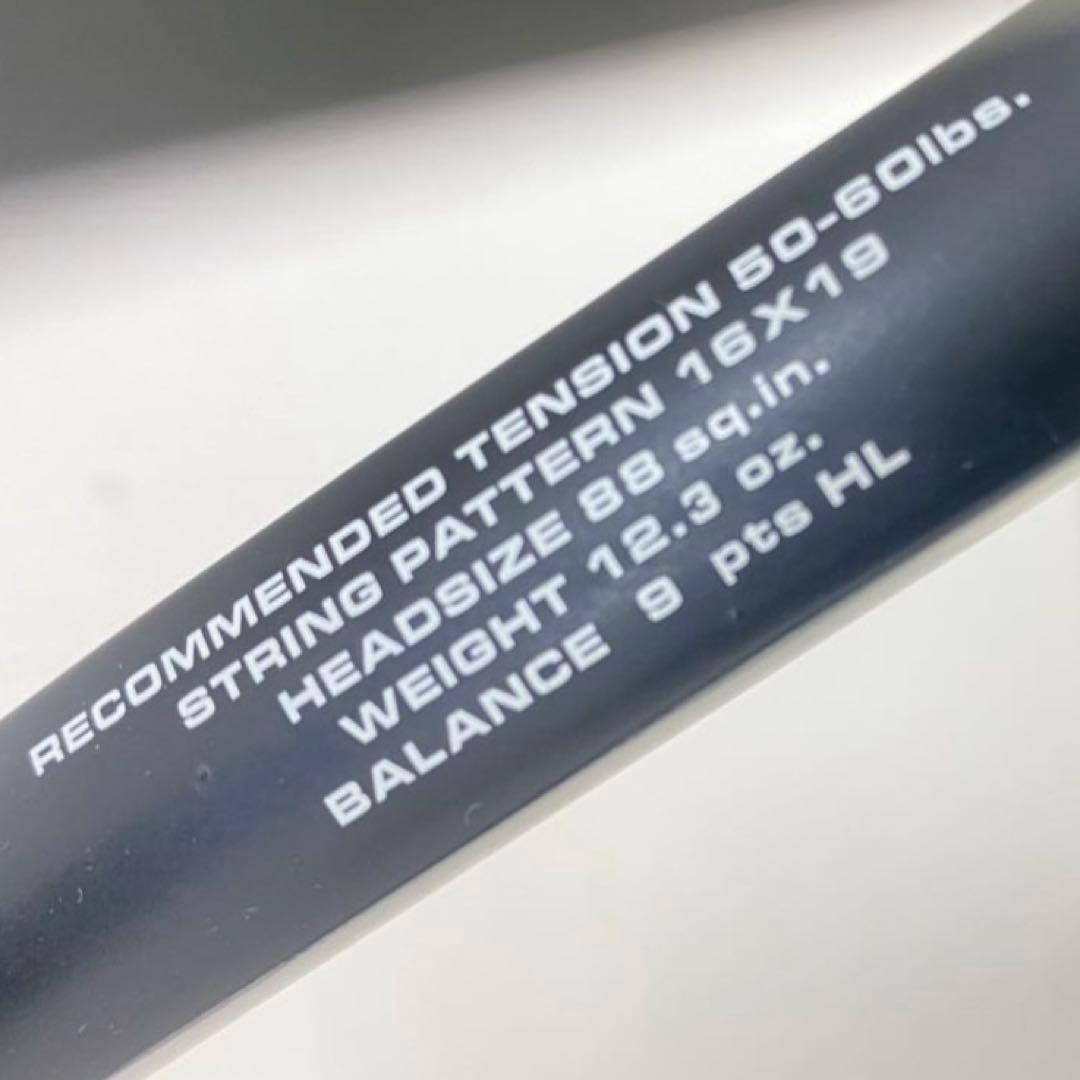 RECOMMENDED TENSION 50-60lbs.
STRING PATTERN 16X19
HEADSIZE 88 sq.in.
WEIGHT 12.3 oz.
BALANCE 9 pts HL